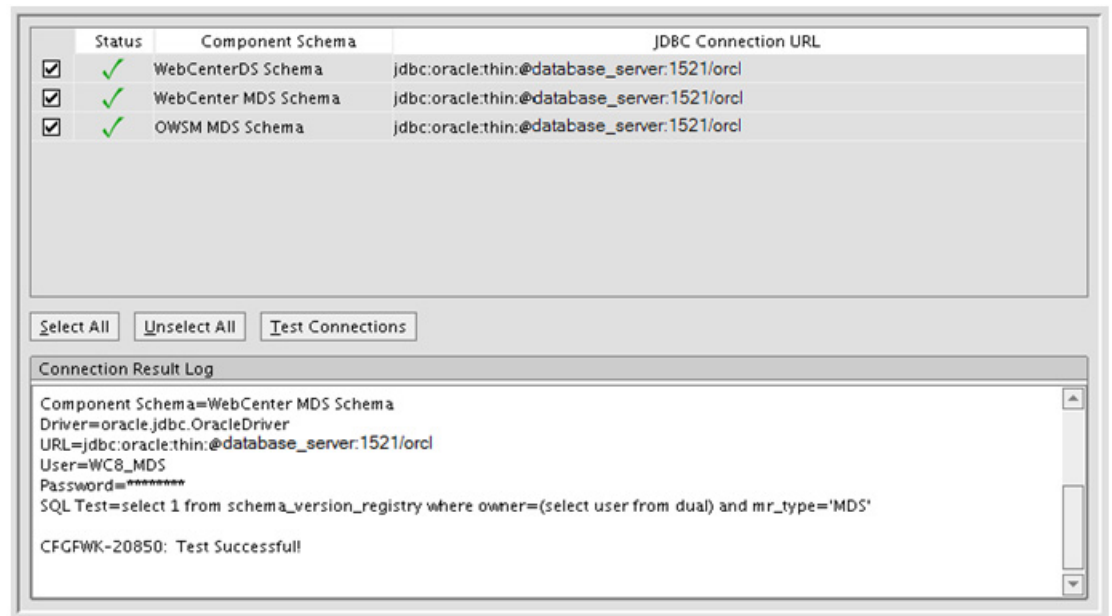 Status Component Schema JDBC Connection URL
WebCenterDS Schema jdbc:oracle:thin:@database_server:1521/orcl
WebCenter MDS Schema jdbc:oracle:thin:@database_server:1521/orcl
OWSM MDS Schema jdbc:oracle:thin:@database_server:1521/orcl
Select All Unselect All Test Connections
Connection Result Log
Component Schema=WebCenter MDS Schema
Driver=oracle.jdbc.OracleDriver
URL=jdbc:oracle:thin:@database_server:1521/orcl
User=WC8_MDS
Password=********
SQL Test=select 1 from schema_version_registry where owner=(select user from dual) and mr_type='MDS'
CFGFWK-20850: Test Successful!